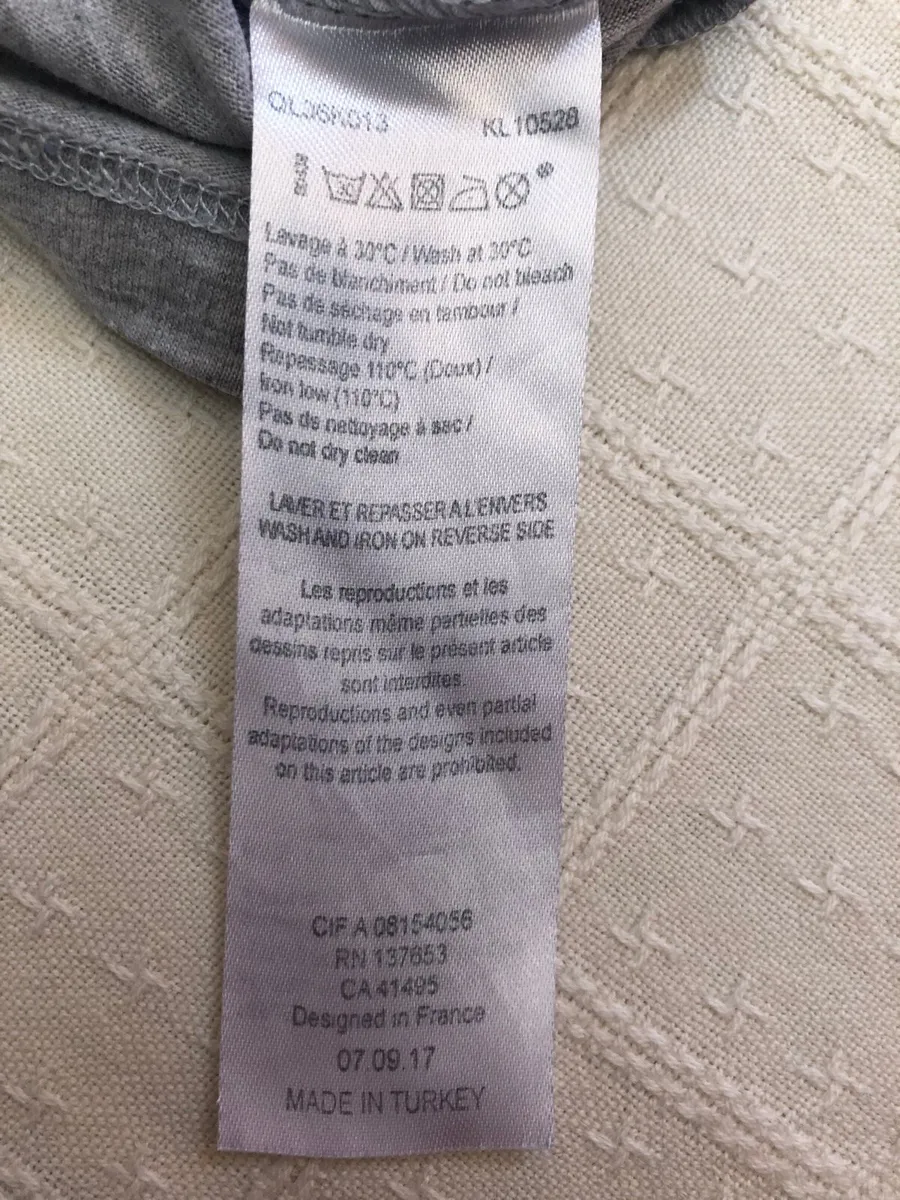 KL10528
Lavage à 30°C / Wash at 30°C
Pas de blanchiment / Do not bleach
Pas de séchage en tambour /
Not tumble dry
Repassage 110°C (Doux) /
Iron low (110°C)
Pas de nettoyage à sec /
Do not dry clean
LAVER ET REPASSER A L'ENVERS
WASH AND IRON ON REVERSE SIDE
Les reproductions et les
adaptations même partielles des
dessins repris sur le présent article
sont interdites.
Reproductions and even partial
adaptations of the designs included
on this article are prohibited.
CIF A 08154056
RN 137653
CA 41495
Designed in France
07.09.17
MADE IN TURKEY